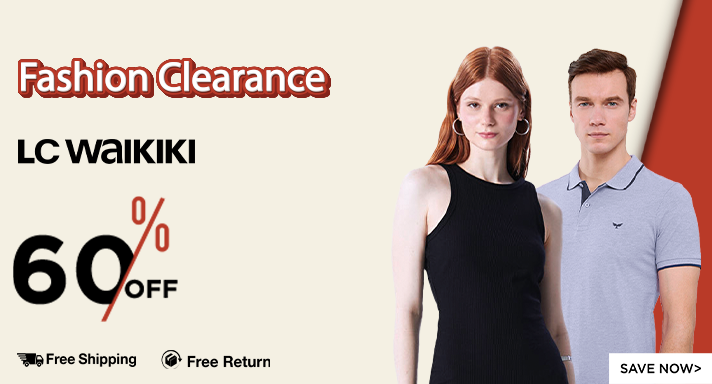 Fashion Clearance
LC WAIKIKI
60% OFF
Free Shipping
Free Return
SAVE NOW>